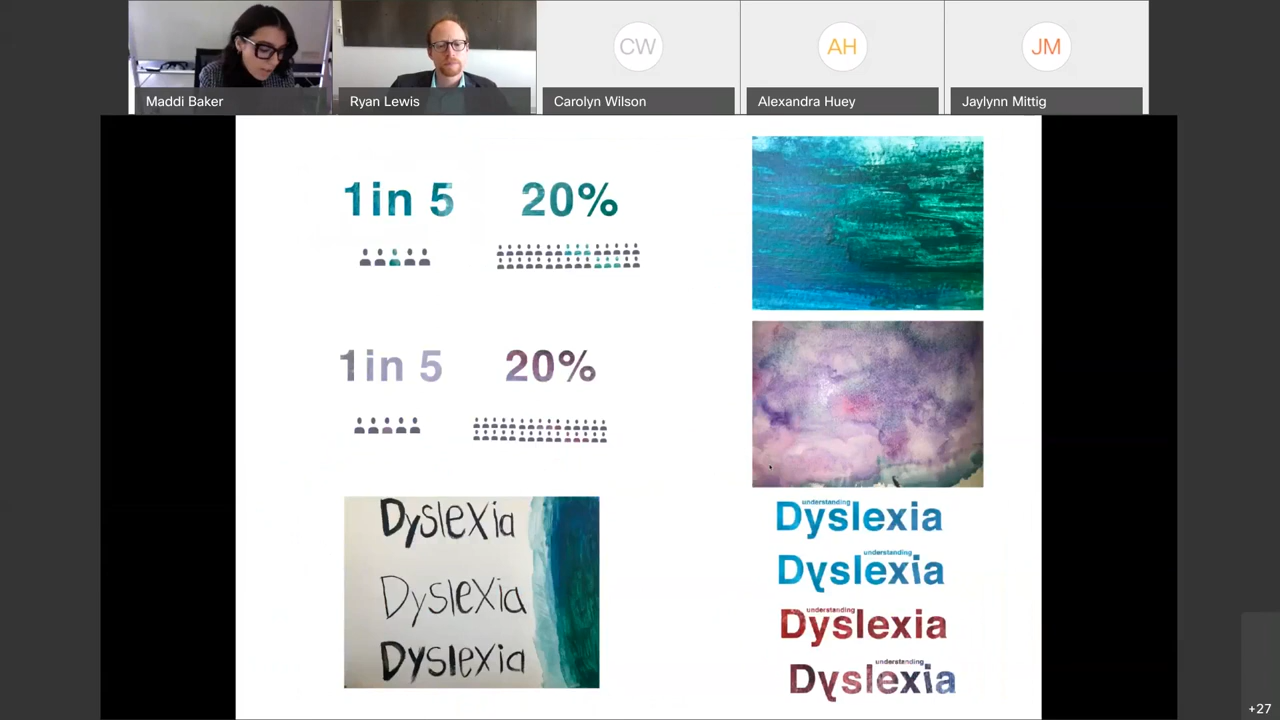 Maddi Baker
Ryan Lewis
CW
Carolyn Wilson
AH
Alexandra Huey
JM
Jaylynn Mittig
1 in 5
20%
1 in 5
20%
Dyslexia
Dyslexia
Dyslexia
understanding
Dyslexia
understanding
Dyslexia
understanding
Dyslexia
understanding
Dyslexia
+27